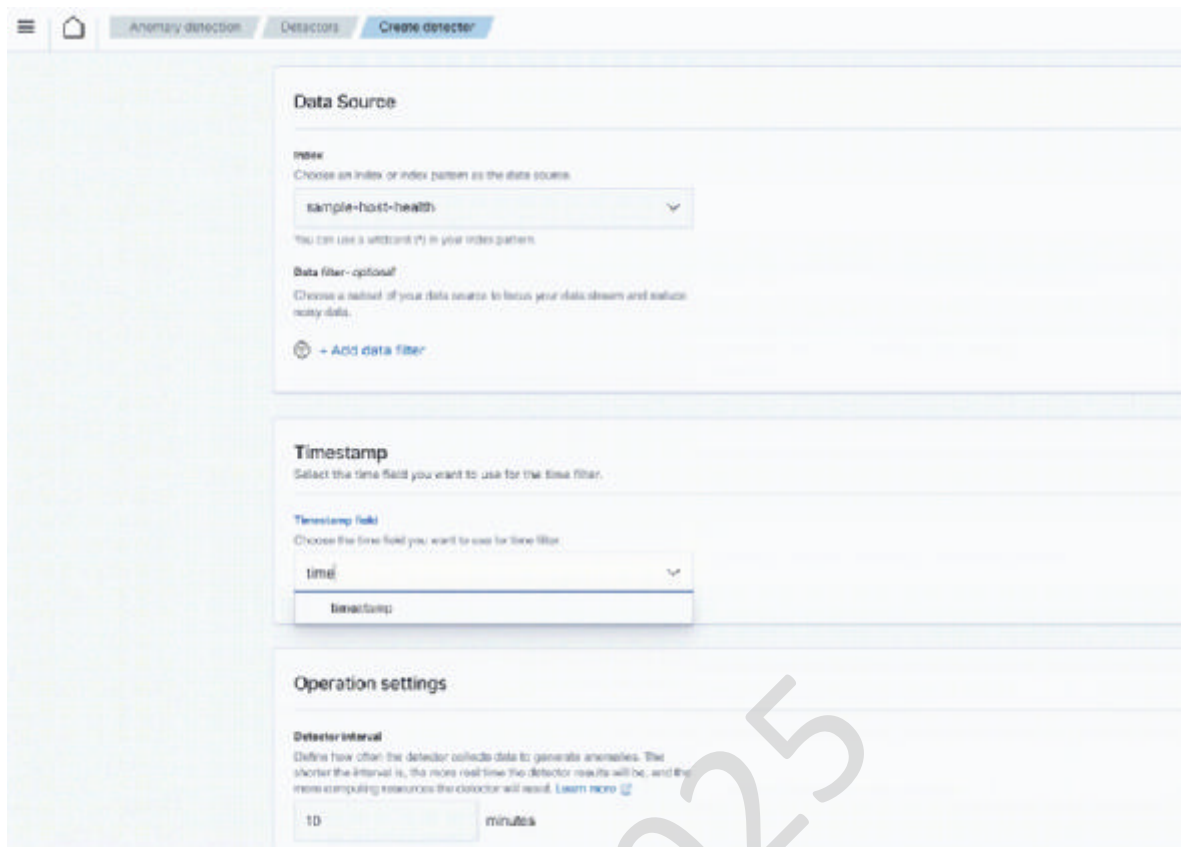 Anomaly detection Detectors Create detector
Data Source
Index
Choose an index or index pattern as the data source.
sample-host-health
You can use a wildcard (*) in your index pattern.
Data filter - optional
Choose a subset of your data source to focus your data stream and reduce
noisy data.
+ Add data filter
Timestamp
Select the time field you want to use for the time filter.
Timestamp field
Choose the time field you want to use for time filter.
time
timestamp
Operation settings
Detector interval
Define how often the detector collects data to generate anomalies. The
shorter the interval is, the more real time the detector results will be, and the
more computing resources the detector will need. Learn more
10 minutes
025